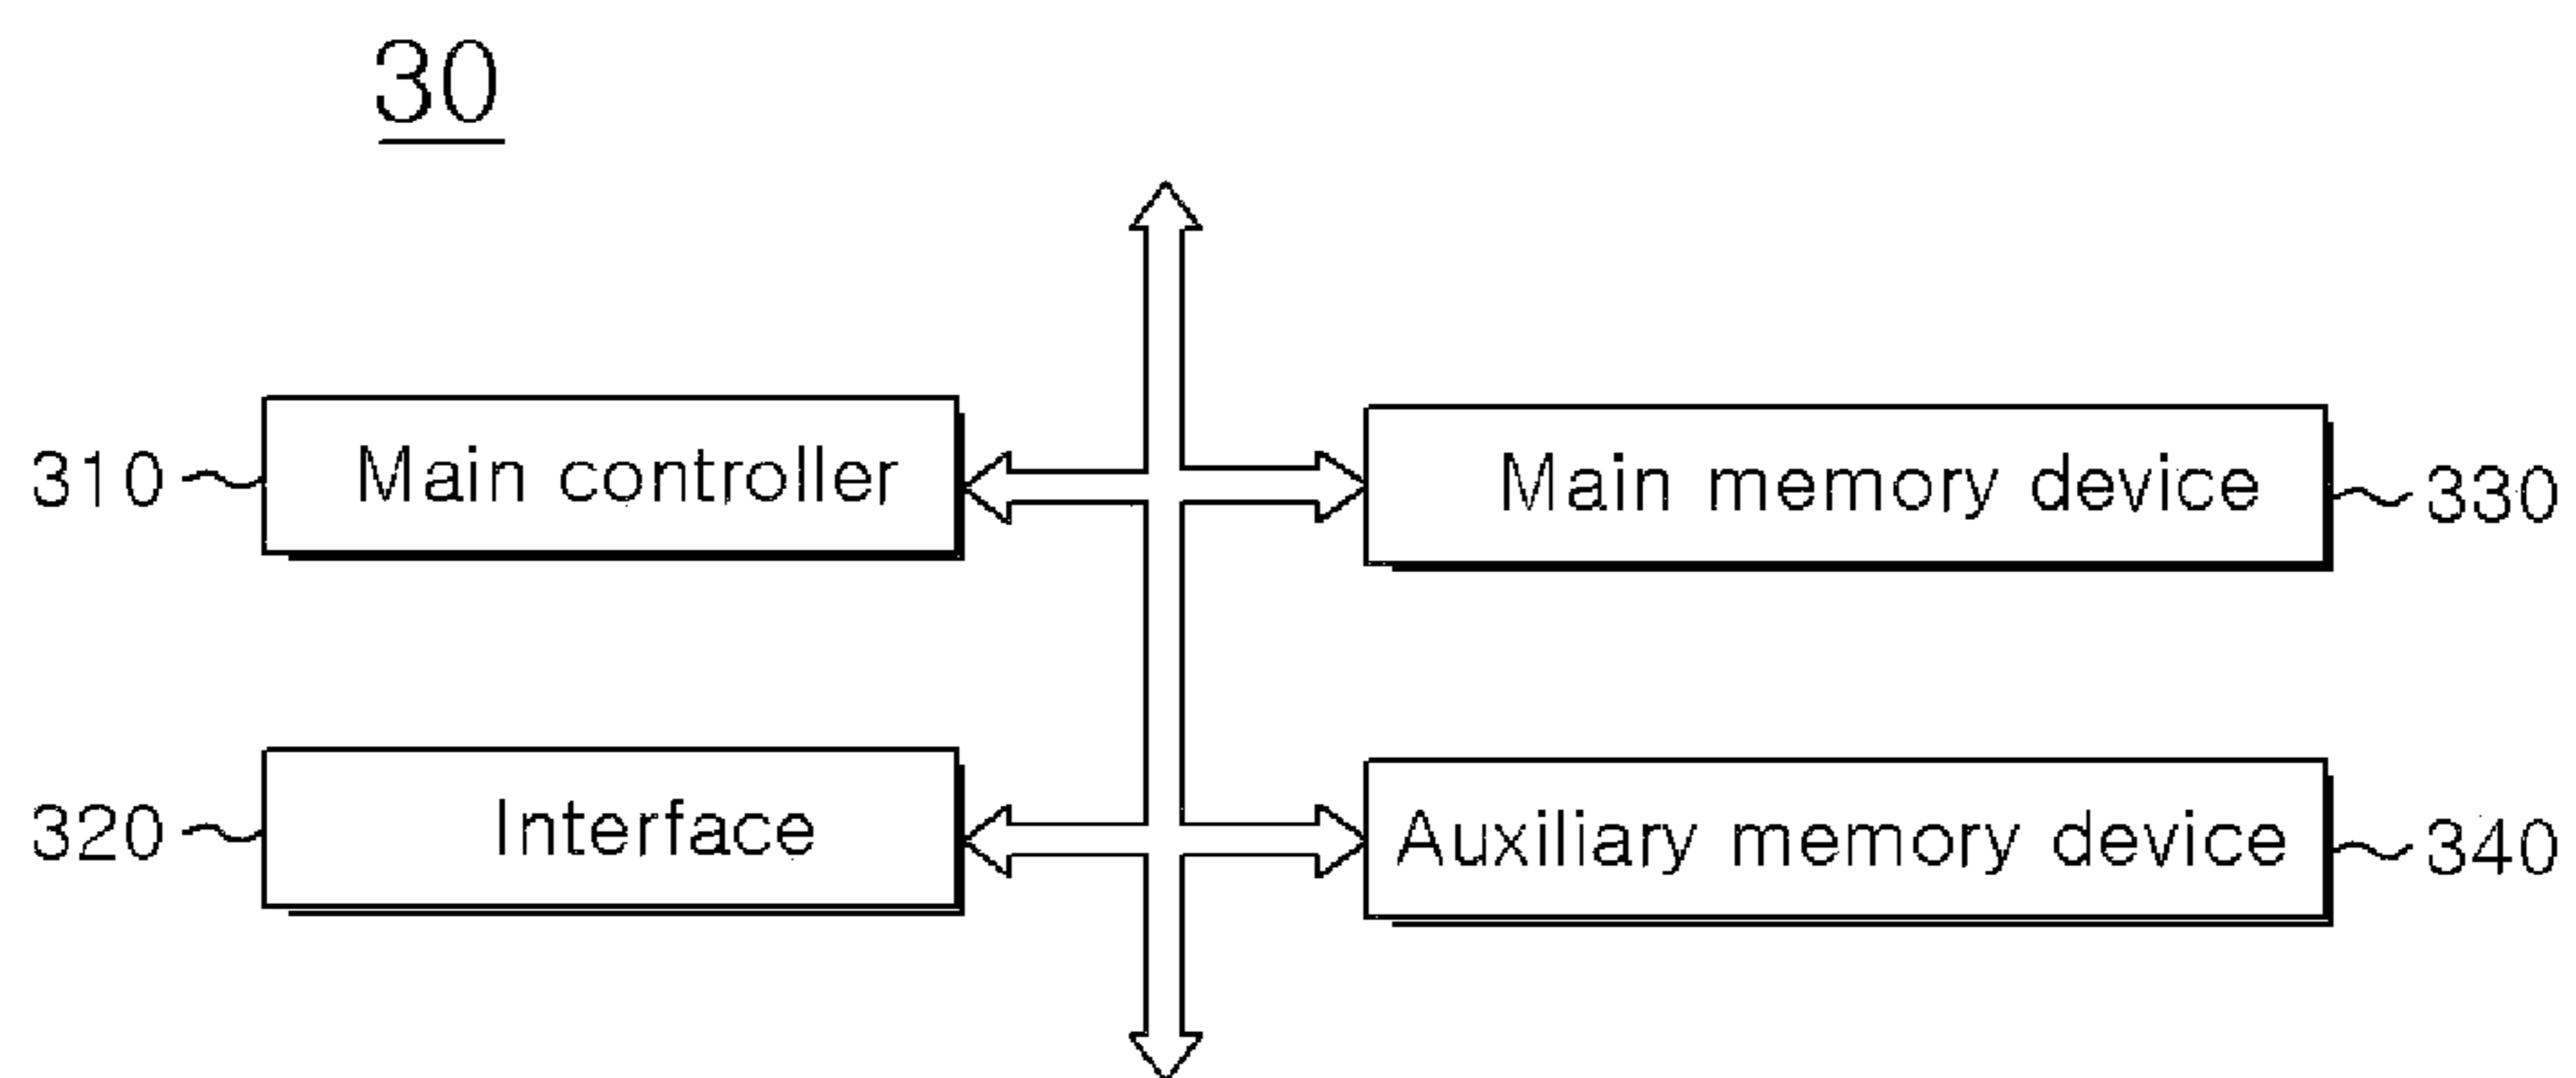 30
310 Main controller
Main memory device 330
320 Interface
Auxiliary memory device 340